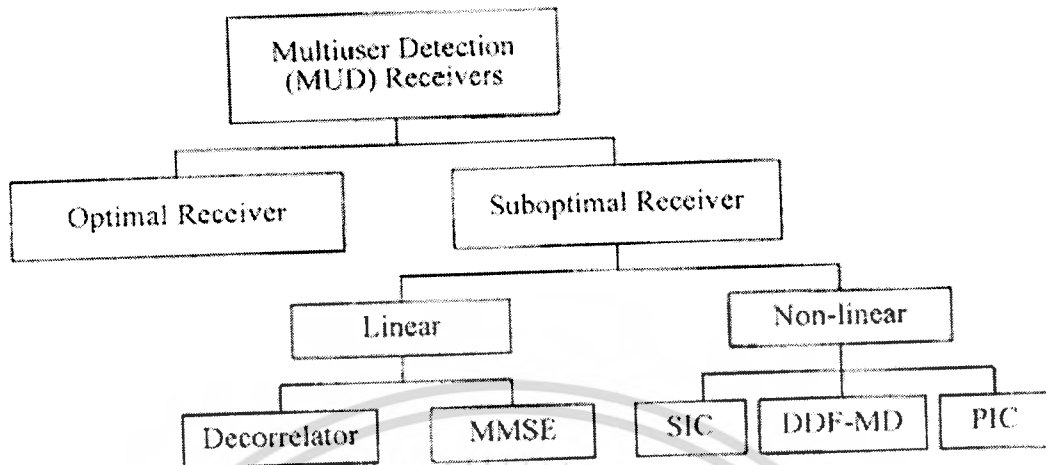 Multiuser Detection
(MUD) Receivers
Optimal Receiver
Suboptimal Receiver
Linear
Non-linear
Decorrelator
MMSE
SIC
DDF-MD
PIC